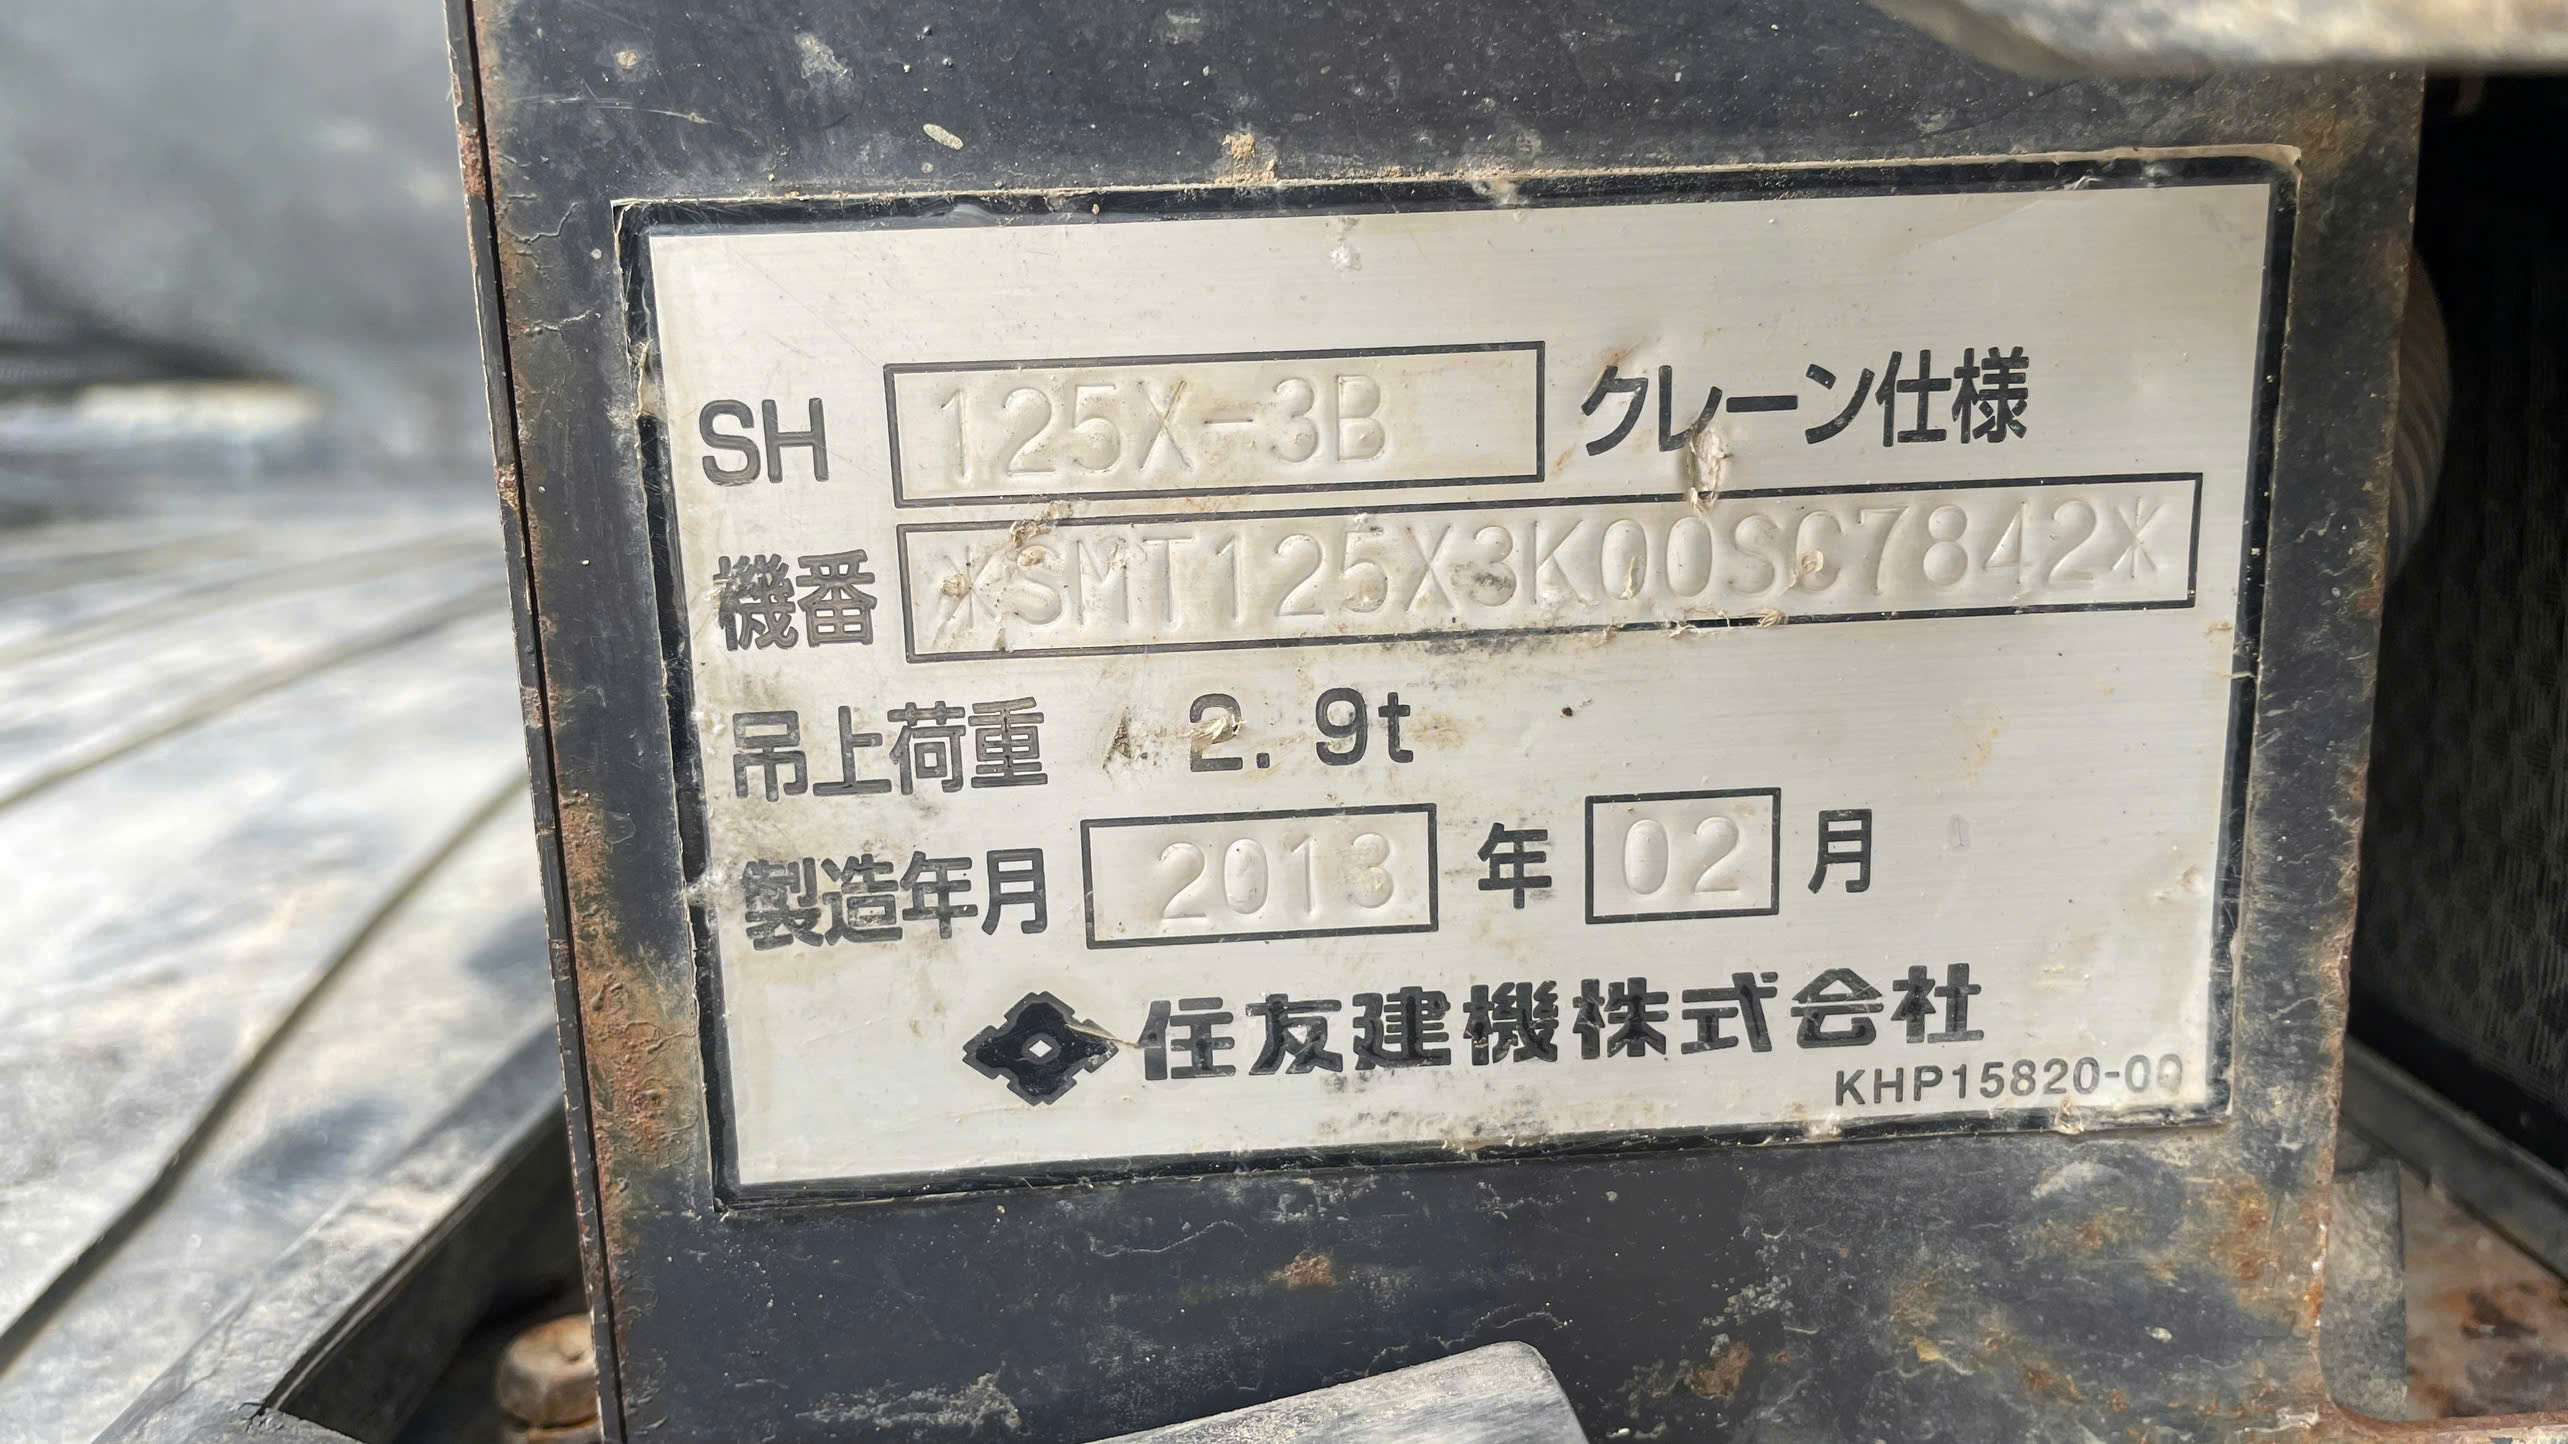 SH 125X-3B クレーン仕様
機番 *SMT125X3K00SC7842*
吊上荷重 2.9t
製造年月 2013 年 02 月
住友建機株式会社
KHP15820-00